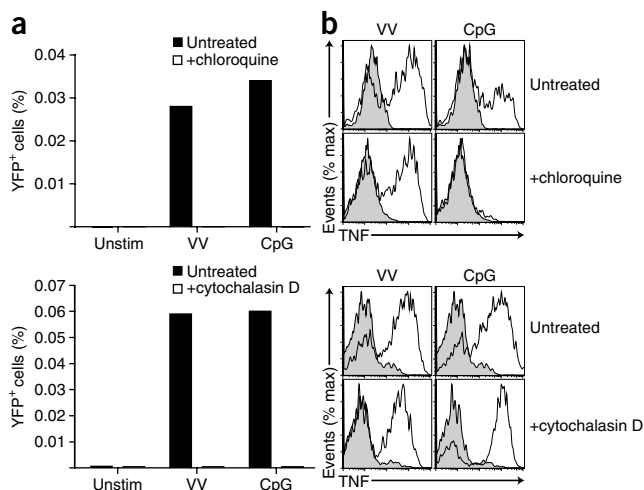 a
Untreated
+chloroquine
YFP+ cells (%)
0.04
0.03
0.02
0.01
Unstim
VV
CpG
Untreated
+cytochalasin D
YFP+ cells (%)
0.07
0.06
0.05
0.04
0.03
0.02
0.01
Unstim
VV
CpG
b
VV
CpG
Untreated
+chloroquine
Events (% max)
TNF
VV
CpG
Untreated
+cytochalasin D
Events (% max)
TNF